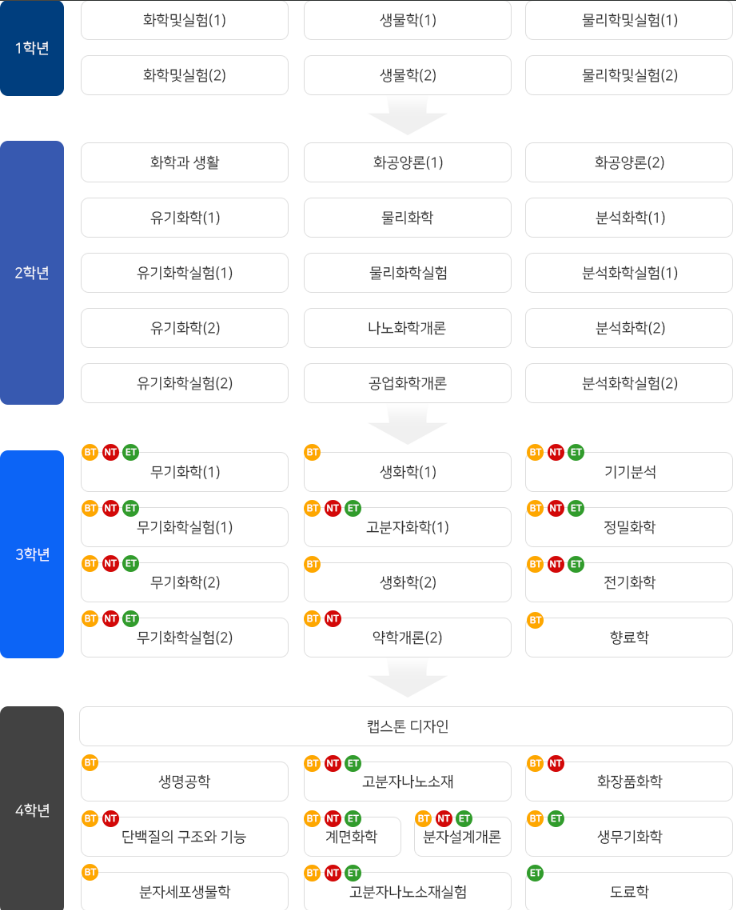 1학년
화학및실험(1)
생물학(1)
물리학및실험(1)
화학및실험(2)
생물학(2)
물리학및실험(2)
2학년
화학과 생활
화공양론(1)
화공양론(2)
유기화학(1)
물리화학
분석화학(1)
유기화학실험(1)
물리화학실험
분석화학실험(1)
유기화학(2)
나노화학개론
분석화학(2)
유기화학실험(2)
공업화학개론
분석화학실험(2)
3학년
BT NT ET
무기화학(1)
BT
생화학(1)
BT NT ET
기기분석
BT NT ET
무기화학실험(1)
BT NT ET
고분자화학(1)
BT NT ET
정밀화학
BT NT ET
무기화학(2)
BT
생화학(2)
BT NT ET
전기화학
BT NT ET
무기화학실험(2)
BT NT
약학개론(2)
BT
향료학
4학년
캡스톤 디자인
BT
생명공학
BT NT ET
고분자나노소재
BT NT
화장품화학
BT NT
단백질의 구조와 기능
BT NT ET
계면화학
BT NT ET
분자설계개론
BT ET
생무기화학
BT
분자세포생물학
BT NT ET
고분자나노소재실험
ET
도료학